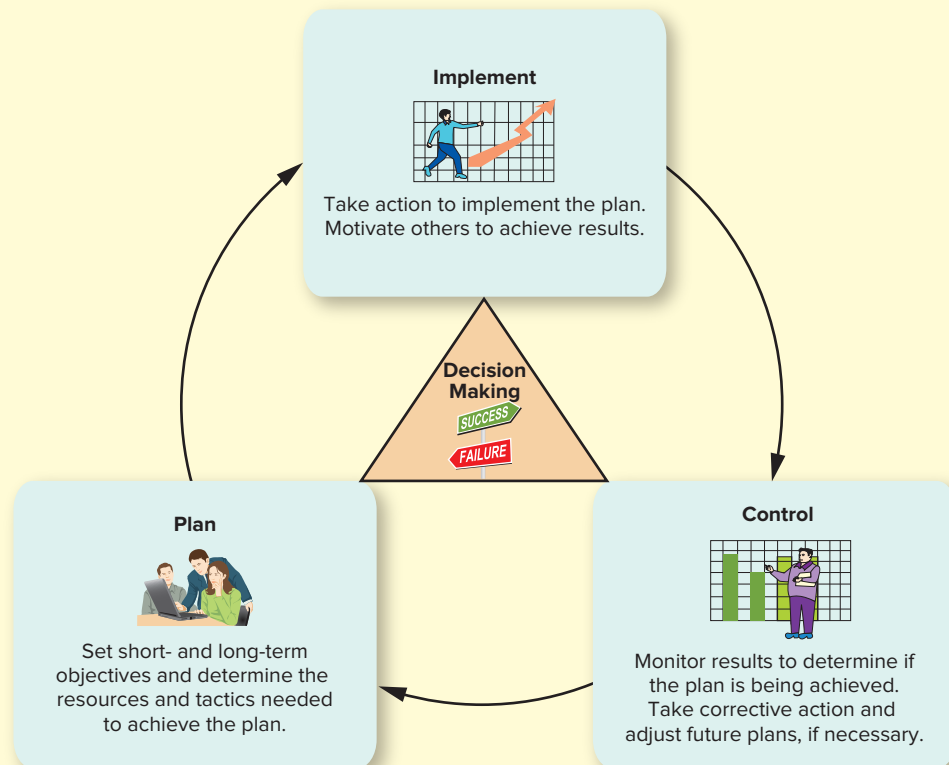 Implement
Take action to implement the plan.
Motivate others to achieve results.
Decision
Making
SUCCESS
FAILURE
Plan
Set short- and long-term
objectives and determine the
resources and tactics needed
to achieve the plan.
Control
Monitor results to determine if
the plan is being achieved.
Take corrective action and
adjust future plans, if necessary.